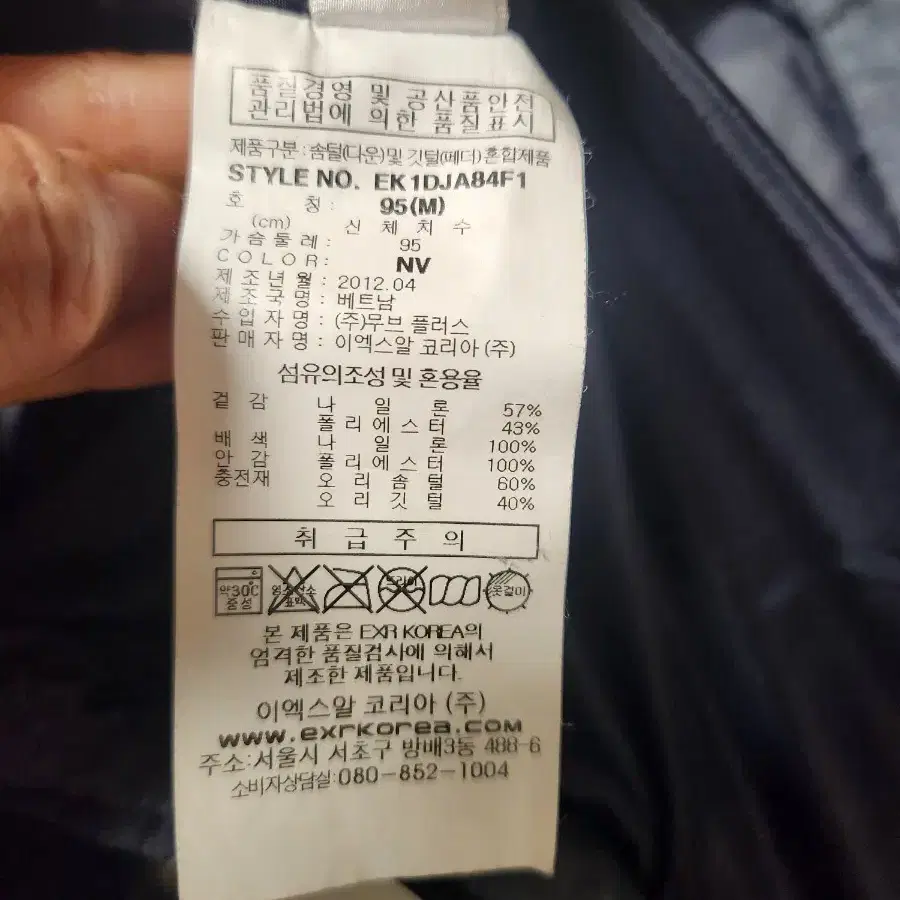 품질경영 및 공산품안전
관리법에 의한 품질표시
제품구분 : 솜털(다운)및 깃털(페더)혼합제품
STYLE NO. EK1DJA84F1
호 칭 : 95(M)
(cm) 신 체 치 수
가 슴 둘 레 : 95
COLOR : NV
제 조 년 월 : 2012.04
제 조 국 명 : 베트남
수 입 자 명 : (주)무브 플러스
판 매 자 명 : 이엑스알 코리아 (주)
섬유의조성 및 혼용율
겉 감 나 일 론 57%
폴 리 에 스 터 43%
배 색 나 일 론 100%
안 감 폴 리 에 스 터 100%
충전재 오 리 솜 털 60%
오 리 깃 털 40%
취 급 주 의
약30℃ 중성 염소산소 표백 드라이 옷걸이
본 제품은 EXR KOREA의
엄격한 품질검사에 의해서
제조한 제품입니다.
이엑스알 코리아 (주)
www.exrkorea.com
주소:서울시 서초구 방배3동 488-6
소비자상담실:080-852-1004